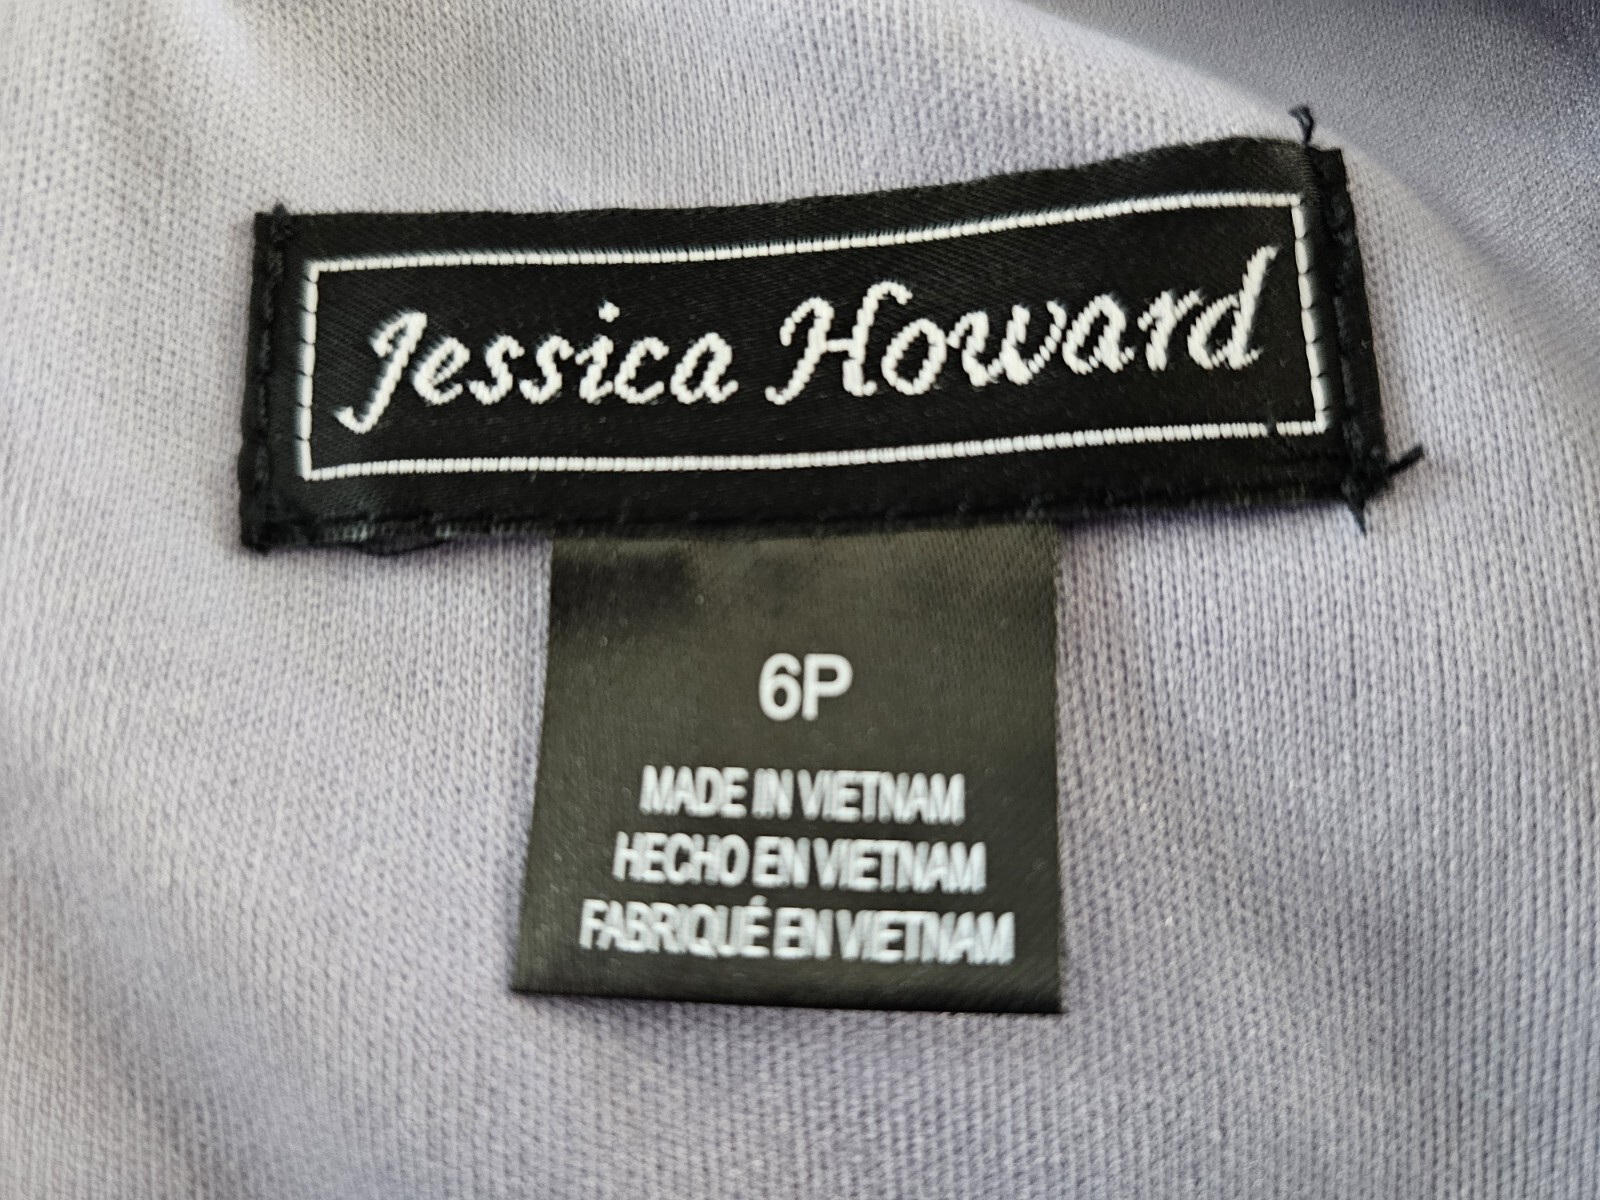 Jessica Howard
6P
MADE IN VIETNAM
HECHO EN VIETNAM
FABRIQUÉ EN VIETNAM